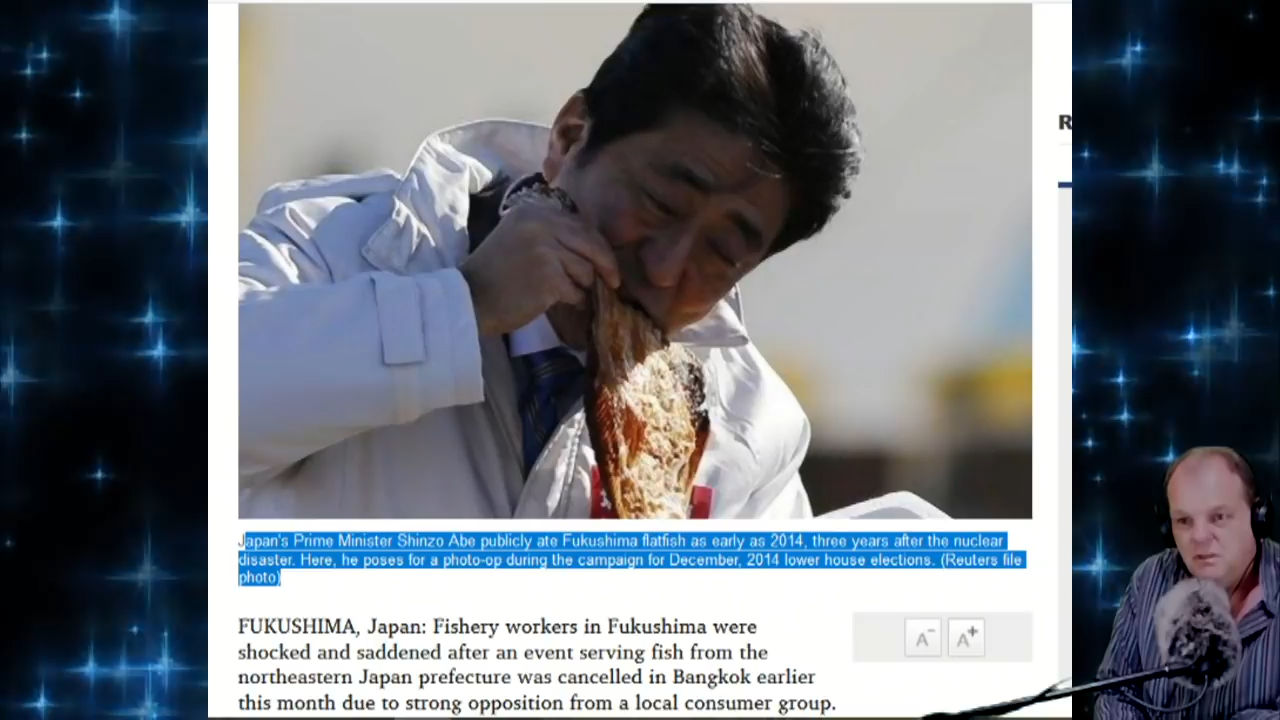 R
Japan's Prime Minister Shinzo Abe publicly ate Fukushima flatfish as early as 2014, three years after the nuclear
disaster. Here, he poses for a photo-op during the campaign for December, 2014 lower house elections. (Reuters file
photo)
FUKUSHIMA, Japan: Fishery workers in Fukushima were
shocked and saddened after an event serving fish from the
northeastern Japan prefecture was cancelled in Bangkok earlier
this month due to strong opposition from a local consumer group.
A- A+